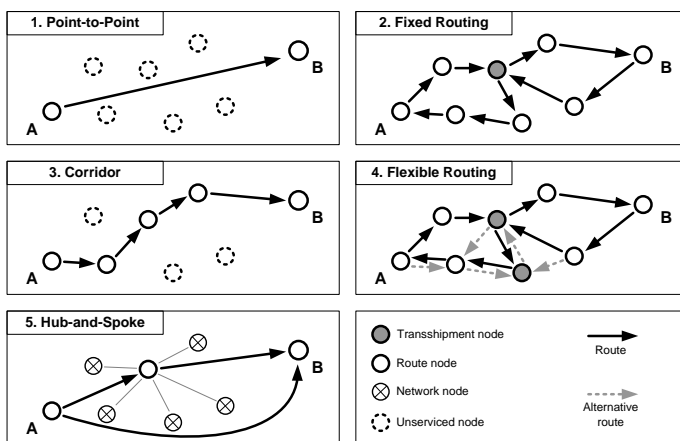 1. Point-to-Point
A
B
2. Fixed Routing
A
B
3. Corridor
A
B
4. Flexible Routing
A
B
5. Hub-and-Spoke
A
B
Transshipment node
Route node
Network node
Unserviced node
Route
Alternative
route